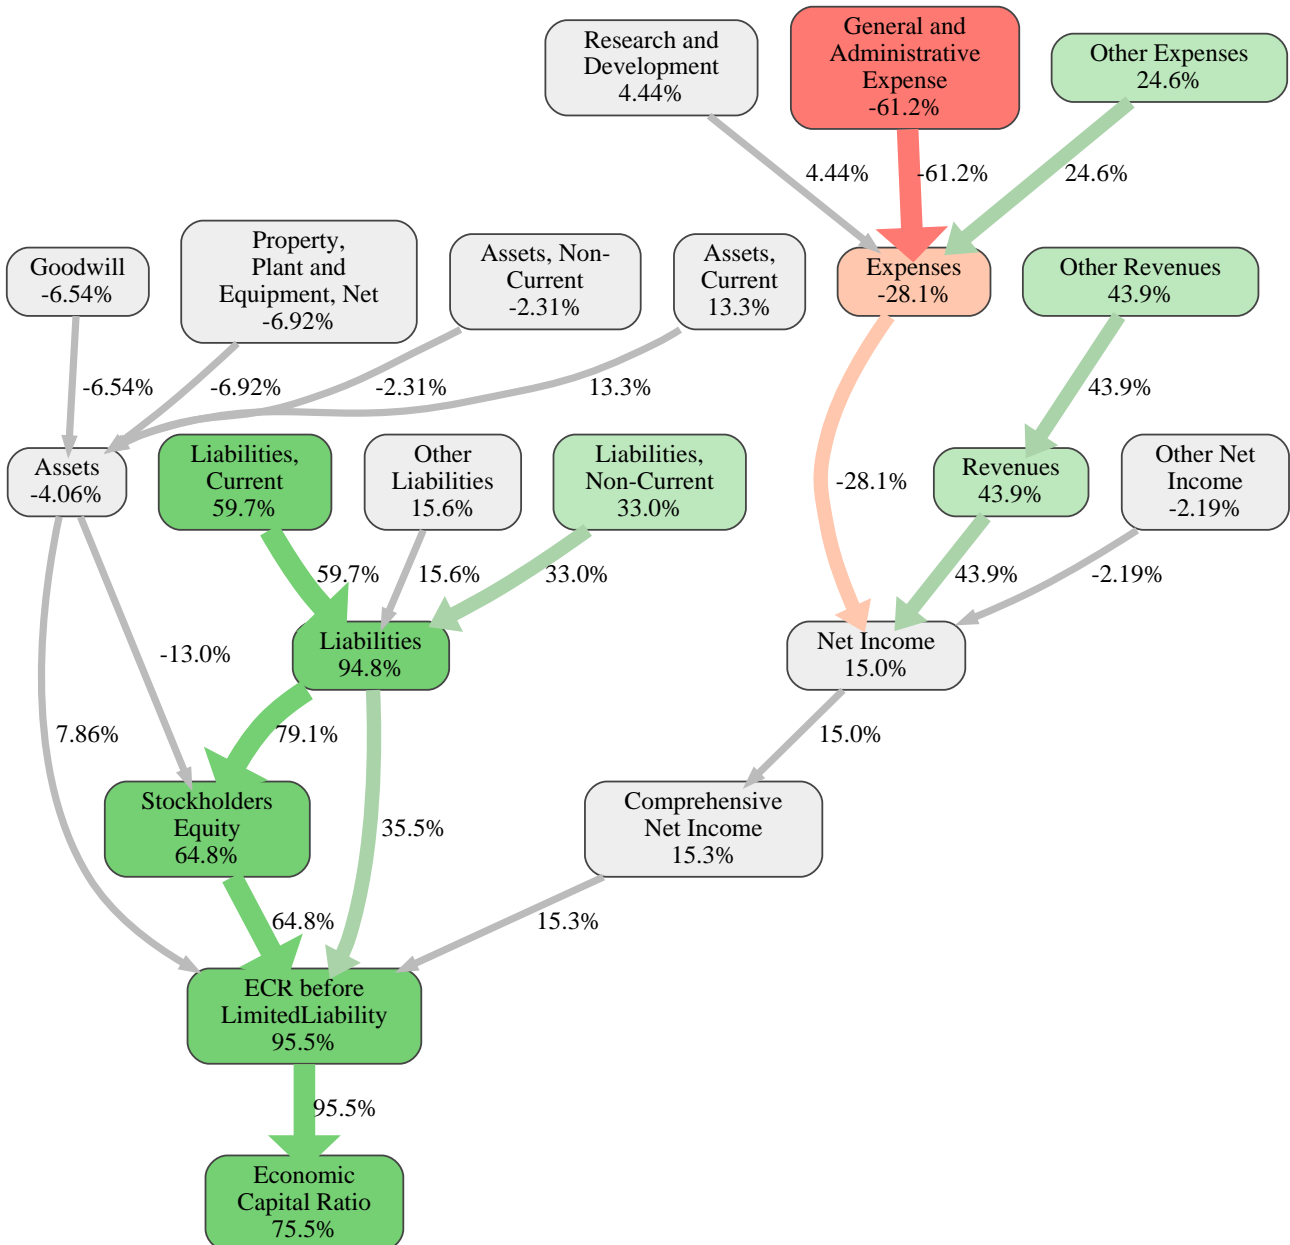 Research and
Development
4.44%
General and
Administrative
Expense
-61.2%
Other Expenses
24.6%
4.44%
-61.2%
24.6%
Goodwill
-6.54%
Property,
Plant and
Equipment, Net
-6.92%
Assets, Non-
Current
-2.31%
Assets,
Current
13.3%
Expenses
-28.1%
Other Revenues
43.9%
-6.54%
-6.92%
-2.31%
13.3%
43.9%
Assets
-4.06%
Liabilities,
Current
59.7%
Other
Liabilities
15.6%
Liabilities,
Non-Current
33.0%
-28.1%
Revenues
43.9%
Other Net
Income
-2.19%
59.7%
15.6%
33.0%
43.9%
-2.19%
-13.0%
Liabilities
94.8%
Net Income
15.0%
7.86%
79.1%
15.0%
Stockholders
Equity
64.8%
35.5%
Comprehensive
Net Income
15.3%
64.8%
15.3%
ECR before
LimitedLiability
95.5%
95.5%
Economic
Capital Ratio
75.5%